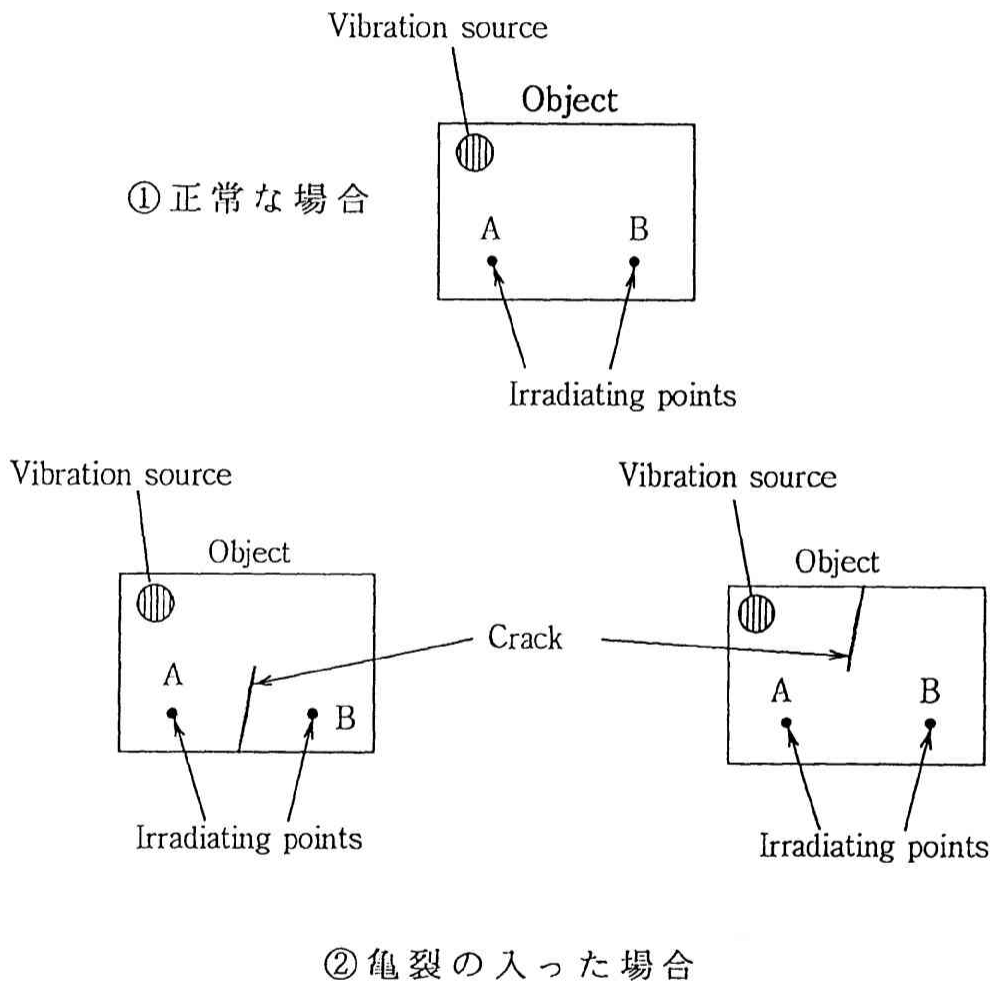 Vibration source
Object
①正常な場合
A
B
Irradiating points
Vibration source
Object
A
B
Irradiating points
Crack
Vibration source
Object
A
B
Irradiating points
②亀裂の入った場合